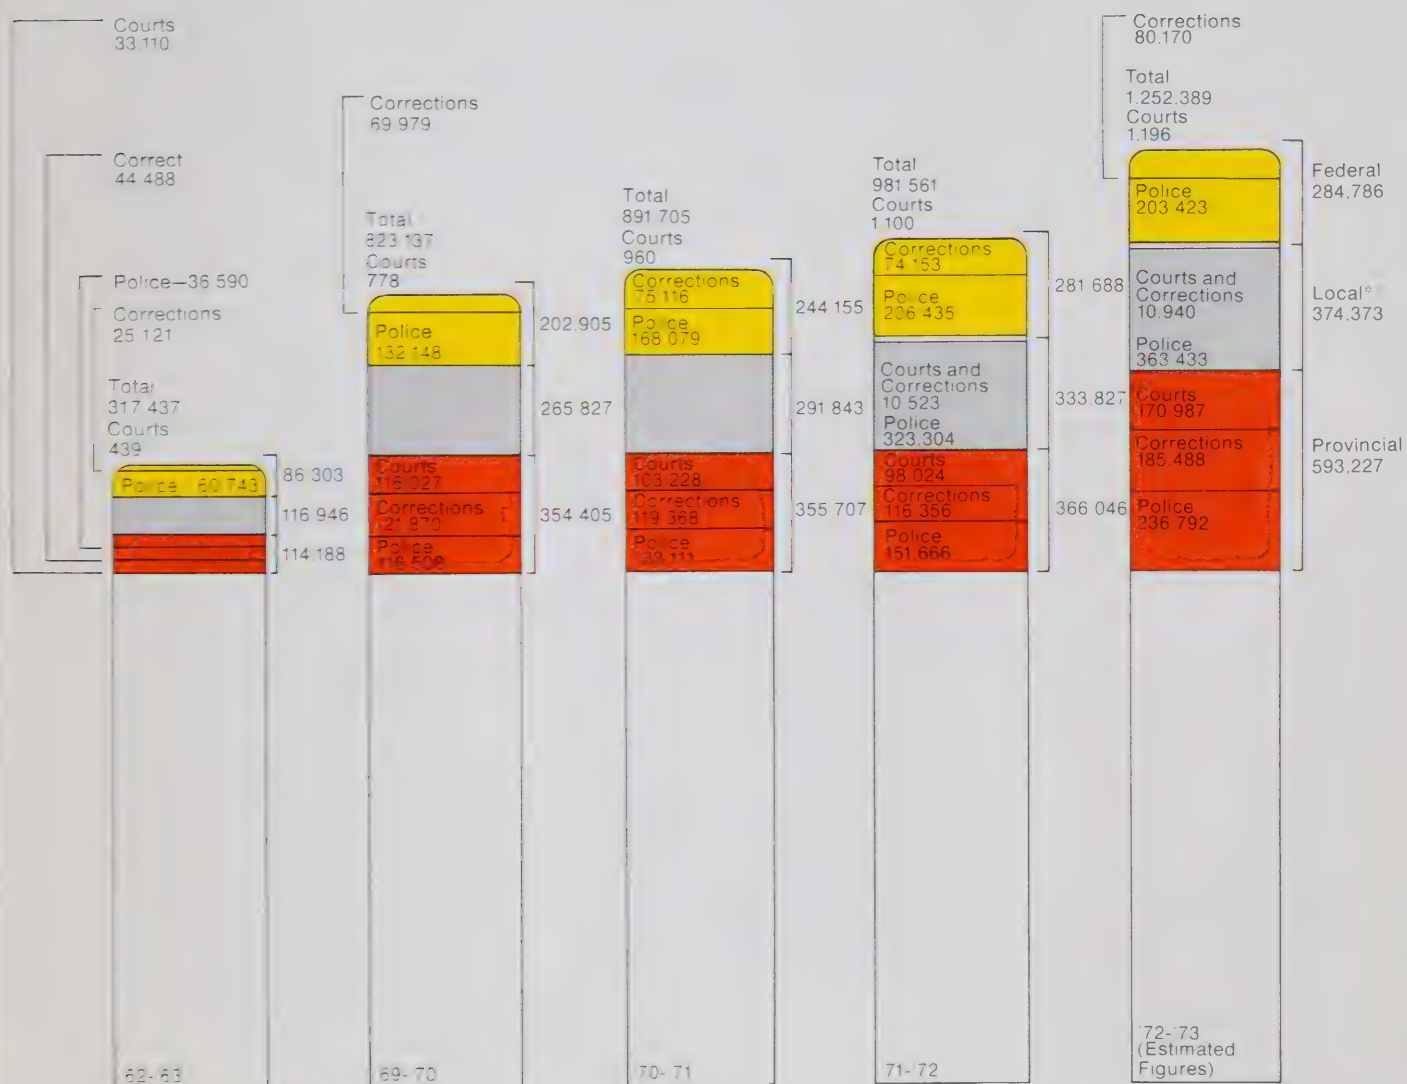 Courts
33.110
Correct
44 488
Police—36 590
Corrections
25 121
Total
317.437
Courts
439
Police 60 743
86 303
116 946
114.188
62-63
Corrections
69 979
Total
823 137
Courts
778
Police
132 148
202.905
265 827
Courts
116 027
Corrections
121 870
Police
116 508
354 405
69-70
Total
891 705
Courts
960
Corrections
75 116
Police
168 079
244 155
291 843
Courts
103 228
Corrections
119 368
Police
133,111
355 707
70-71
Total
981 561
Courts
1 100
Corrections
74 153
Police
206 435
281 688
Courts and
Corrections
10 523
Police
323.304
333.827
Courts
98 024
Corrections
116 356
Police
151.666
366 046
71-'72
Corrections
80.170
Total
1.252.389
Courts
1.196
Police
203 423
Federal
284.786
Courts and
Corrections
10.940
Police
363 433
Local*
374.373
Courts
170 987
Corrections
185.488
Police
236 792
Provincial
593.227
'72-'73
(Estimated
Figures)